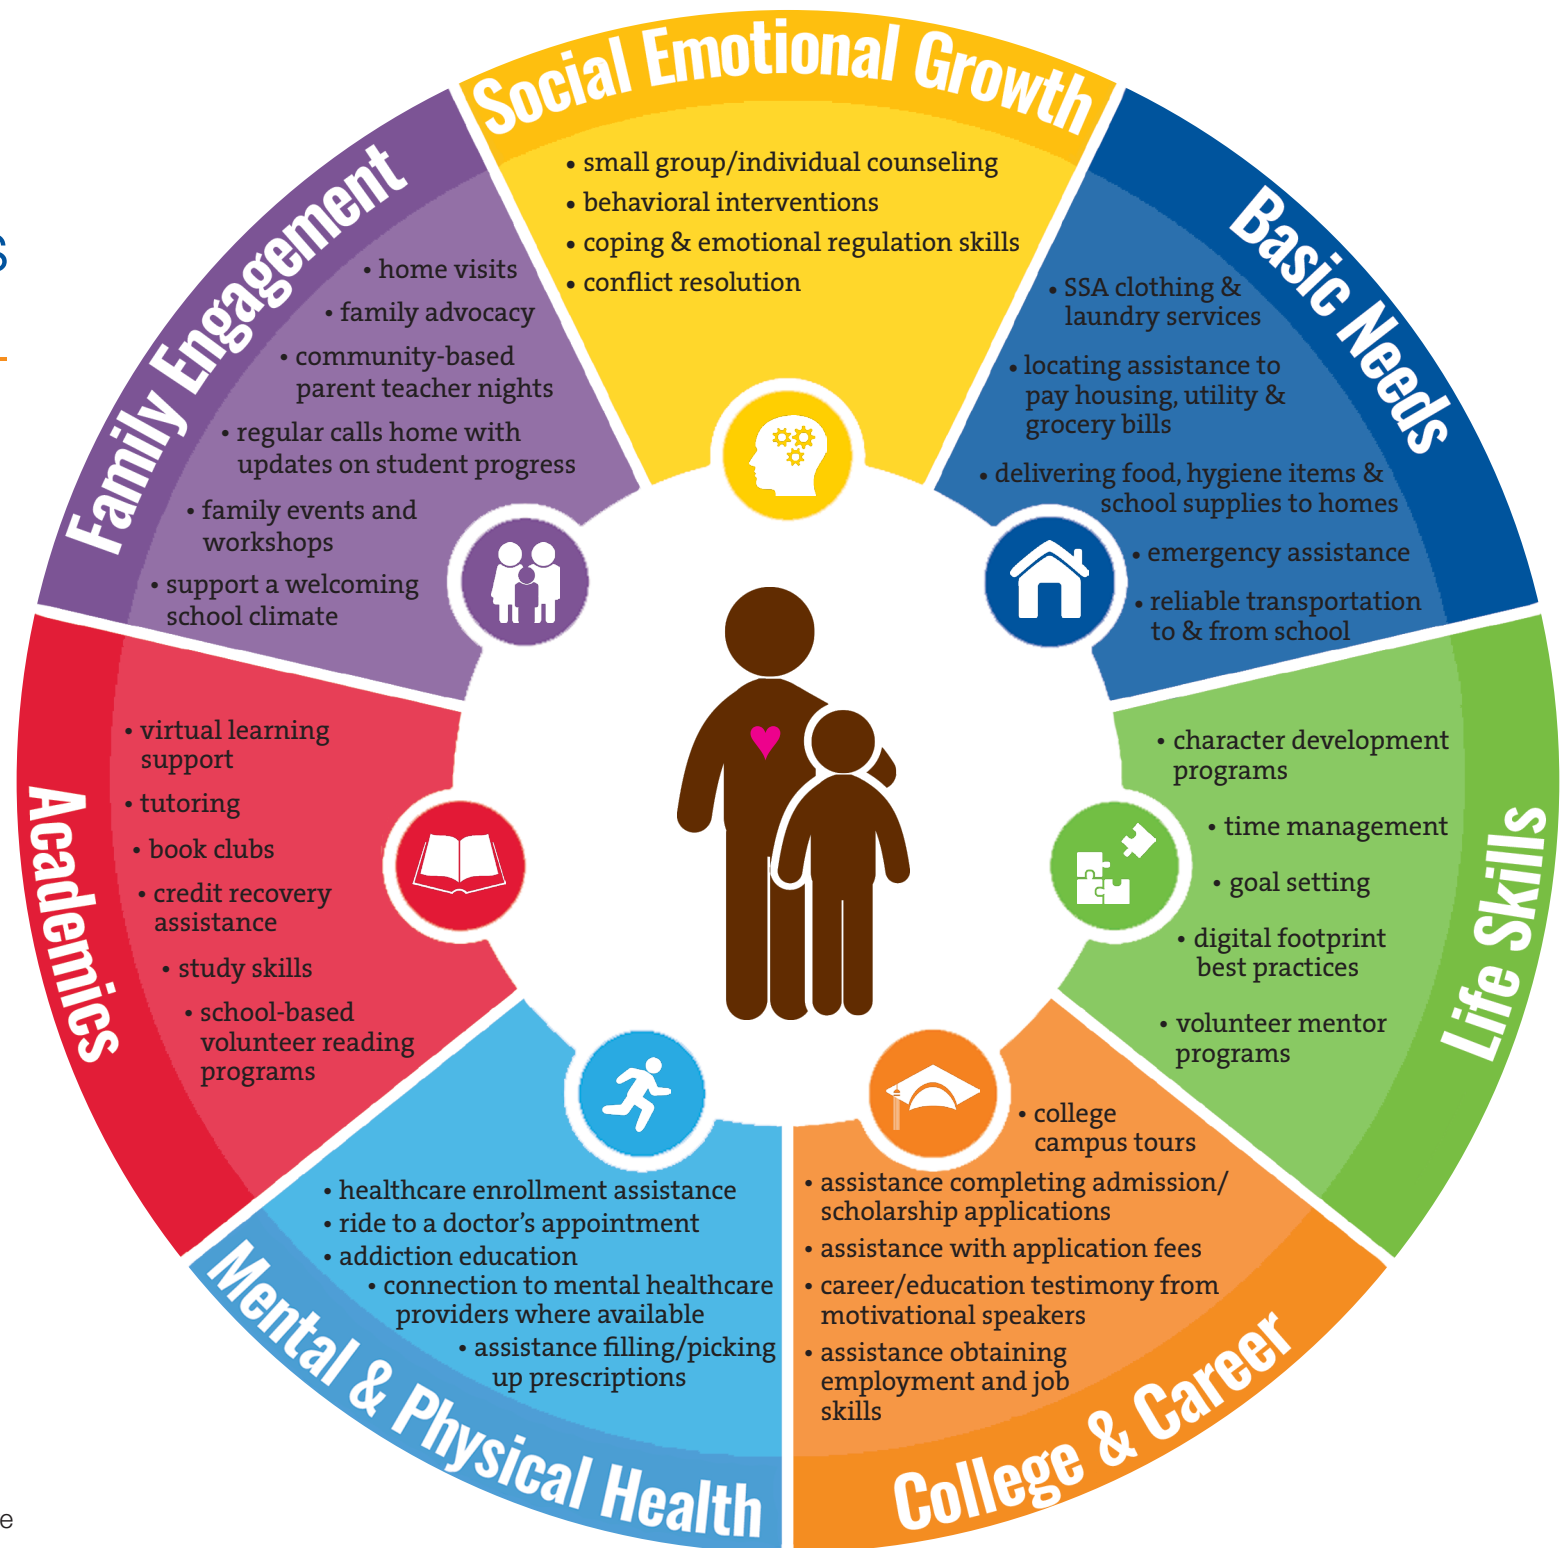 Social Emotional Growth
• small group/individual counseling
• behavioral interventions
• coping & emotional regulation skills
• conflict resolution
Basic Needs
• SSA clothing &
laundry services
• locating assistance to
pay housing, utility &
grocery bills
• delivering food, hygiene items &
school supplies to homes
• emergency assistance
• reliable transportation
to & from school
Life Skills
• character development
programs
• time management
• goal setting
• digital footprint
best practices
• volunteer mentor
programs
College & Career
• college
campus tours
• assistance completing admission/
scholarship applications
• assistance with application fees
• career/education testimony from
motivational speakers
• assistance obtaining
employment and job
skills
Mental & Physical Health
• healthcare enrollment assistance
• ride to a doctor’s appointment
• addiction education
• connection to mental healthcare
providers where available
• assistance filling/picking
up prescriptions
Academics
• virtual learning
support
• tutoring
• book clubs
• credit recovery
assistance
• study skills
• school-based
volunteer reading
programs
Family Engagement
• home visits
• family advocacy
• community-based
parent teacher nights
• regular calls home with
updates on student progress
• family events and
workshops
• support a welcoming
school climate
s
e